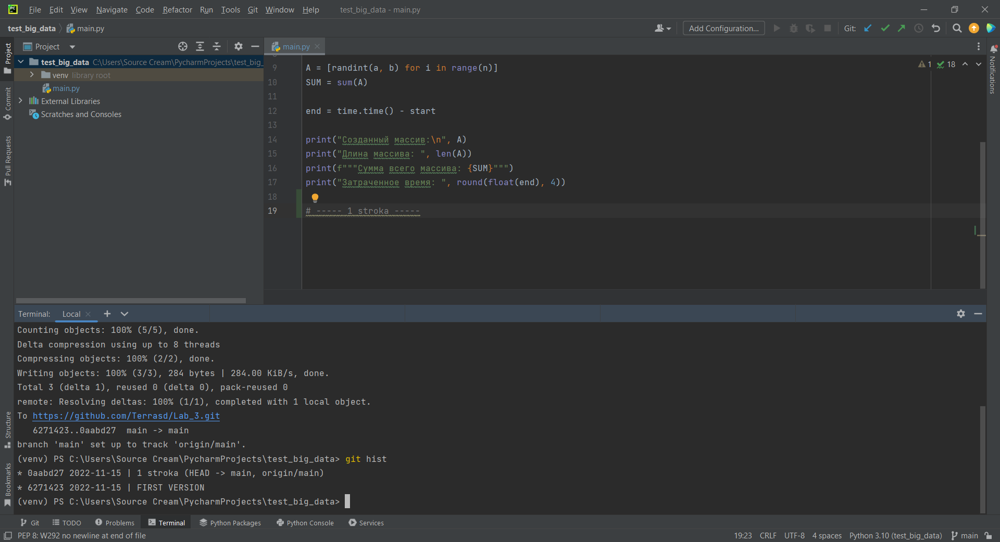 PC File Edit View Navigate Code Refactor Run Tools Git Window Help test_big_data - main.py
test_big_data main.py Add Configuration... Git:
Project
main.py
test_big_data C:\Users\Source Cream\PycharmProjects\test_big_
venv library root
main.py
External Libraries
Scratches and Consoles
Project
Commit
Pull Requests
Structure
Bookmarks
Notifications
1 18
9 A = [randint(a, b) for i in range(n)]
10 SUM = sum(A)
11
12 end = time.time() - start
13
14 print("Созданный массив:\n", A)
15 print("Длина массива: ", len(A))
16 print(f"""Сумма всего массива: {SUM}""")
17 print("Затраченное время: ", round(float(end), 4))
18
19 # ----- 1 stroka -----
Terminal: Local
Counting objects: 100% (5/5), done.
Delta compression using up to 8 threads
Compressing objects: 100% (2/2), done.
Writing objects: 100% (3/3), 284 bytes | 284.00 KiB/s, done.
Total 3 (delta 1), reused 0 (delta 0), pack-reused 0
remote: Resolving deltas: 100% (1/1), completed with 1 local object.
To https://github.com/Terrasd/Lab_3.git
6271423..0aabd27 main -> main
branch 'main' set up to track 'origin/main'.
(venv) PS C:\Users\Source Cream\PycharmProjects\test_big_data> git hist
* 0aabd27 2022-11-15 | 1 stroka (HEAD -> main, origin/main)
* 6271423 2022-11-15 | FIRST VERSION
(venv) PS C:\Users\Source Cream\PycharmProjects\test_big_data>
Git TODO Problems Terminal Python Packages Python Console Services
PEP 8: W292 no newline at end of file 19:23 CRLF UTF-8 4 spaces Python 3.10 (test_big_data) main